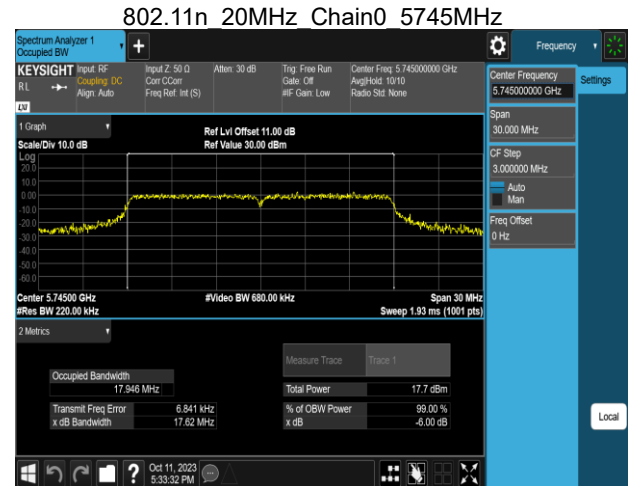 802.11n_20MHz_Chain0_5745MHz
Spectrum Analyzer 1
Occupied BW
+
Frequency
KEYSIGHT
RL
LXI
Input: RF
Coupling: DC
Align: Auto
Input Z: 50 Ω
Corr CCorr
Freq Ref: Int (S)
Atten: 30 dB
Trig: Free Run
Gate: Off
#IF Gain: Low
Center Freq: 5.745000000 GHz
Avg|Hold: 10/10
Radio Std: None
Center Frequency
5.745000000 GHz
Settings
Span
30.000 MHz
CF Step
3.000000 MHz
Auto
Man
Freq Offset
0 Hz
Local
1 Graph
Scale/Div 10.0 dB
Ref Lvl Offset 11.00 dB
Ref Value 30.00 dBm
Log
20.0
10.0
0.00
-10.0
-20.0
-30.0
-40.0
-50.0
-60.0
Center 5.74500 GHz
#Video BW 680.00 kHz
Span 30 MHz
#Res BW 220.00 kHz
Sweep 1.93 ms (1001 pts)
2 Metrics
Measure Trace
Trace 1
Occupied Bandwidth
17.946 MHz
Total Power
17.7 dBm
Transmit Freq Error
6.841 kHz
% of OBW Power
99.00 %
x dB Bandwidth
17.62 MHz
x dB
-6.00 dB
?
Oct 11, 2023
5:33:32 PM